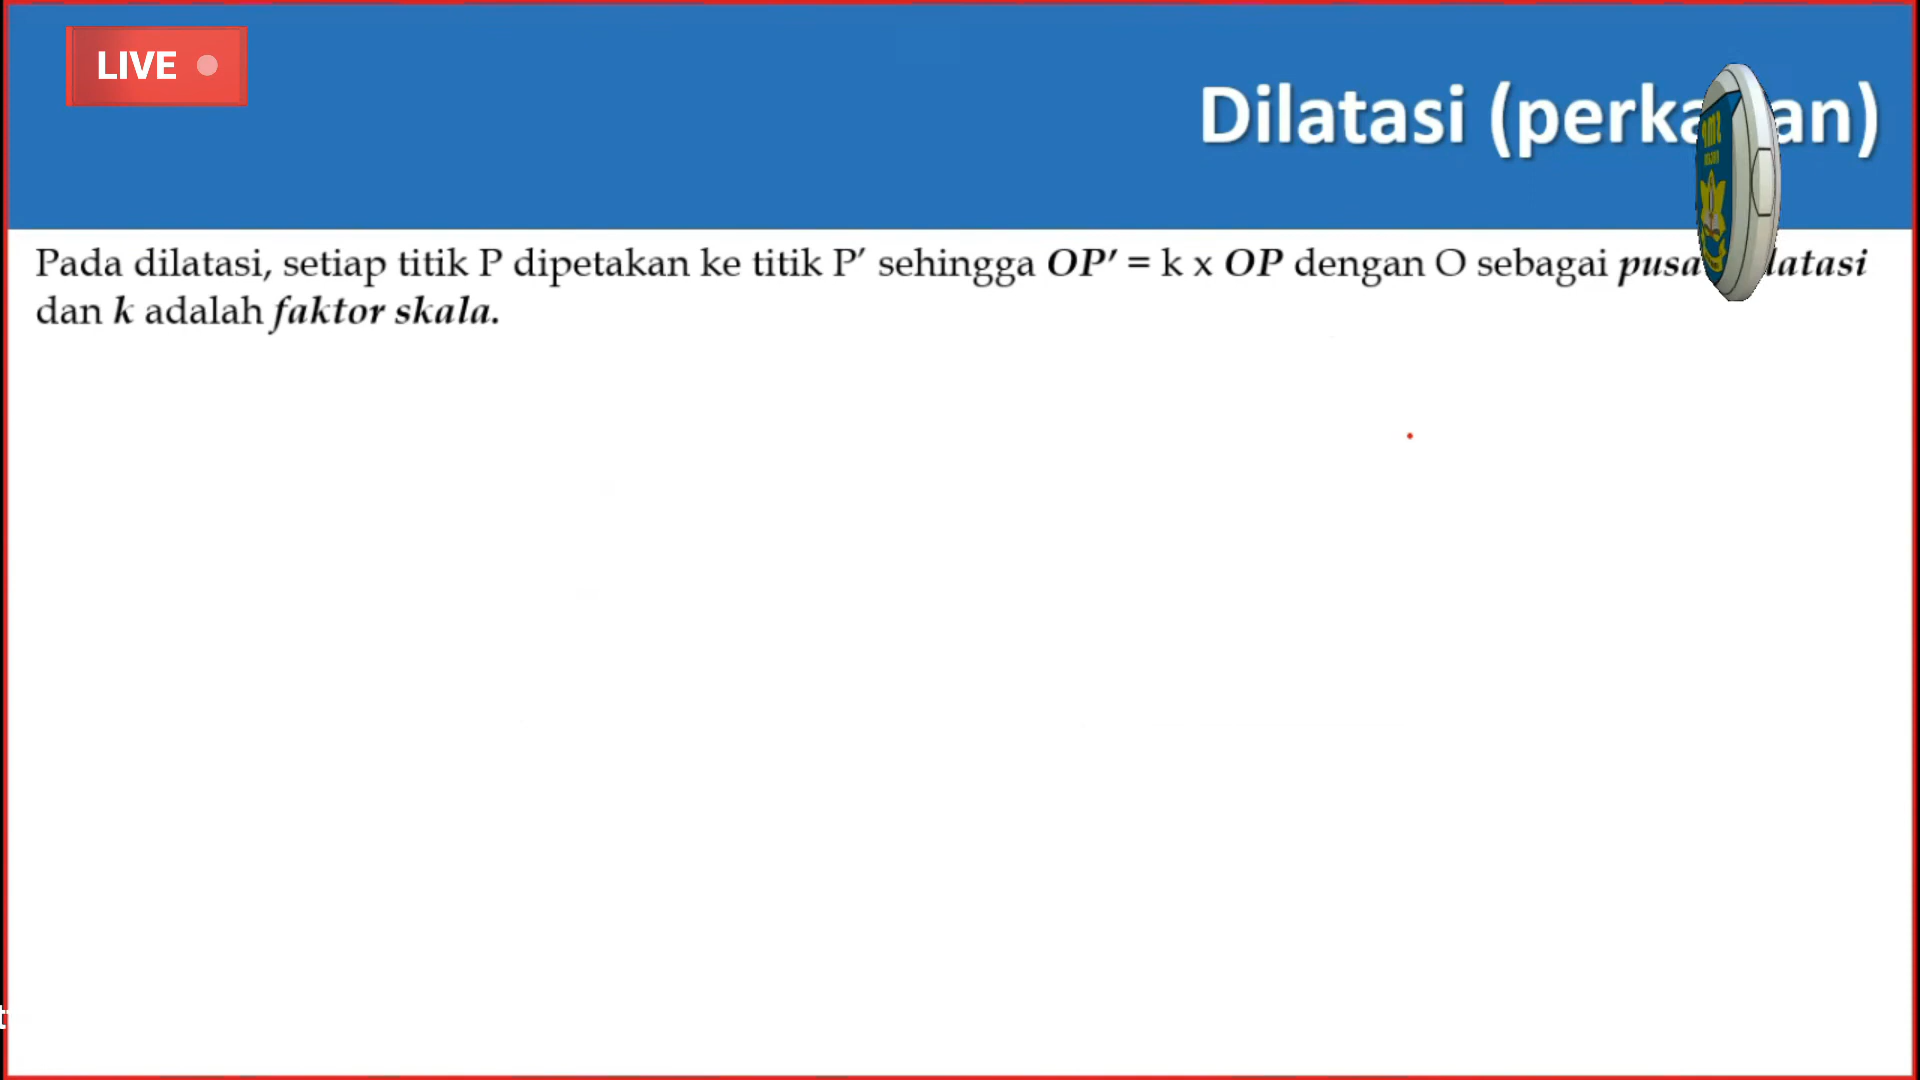 LIVE
Dilatasi (perka an)
Pada dilatasi, setiap titik P dipetakan ke titik P′ sehingga OP′ = k x OP dengan O sebagai pusa latasi
dan k adalah faktor skala.